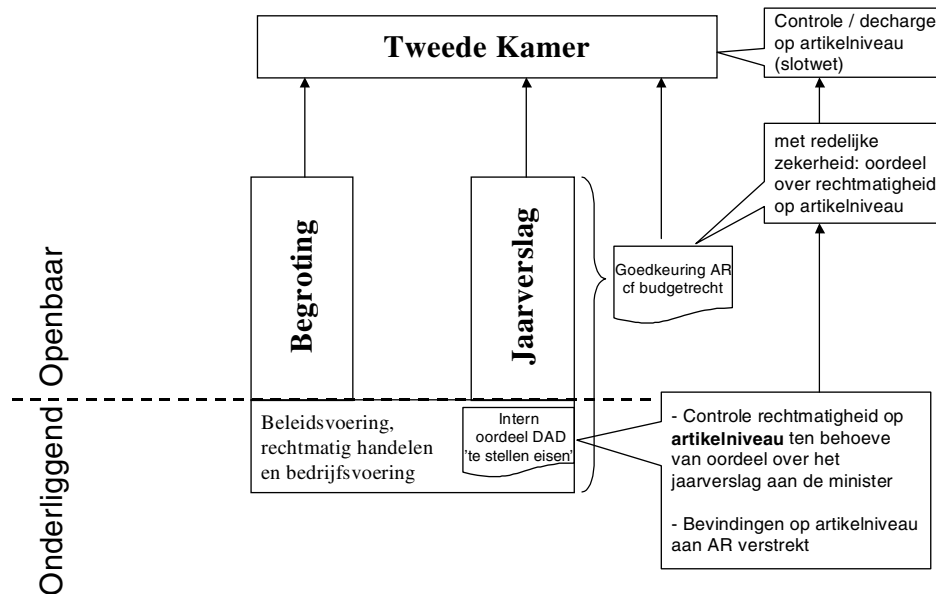 Tweede Kamer
Controle / decharge
op artikelniveau
(slotwet)
met redelijke
zekerheid: oordeel
over rechtmatigheid
op artikelniveau
Begroting
Jaarverslag
Goedkeuring AR
cf budgetrecht
Openbaar
Onderliggend
Beleidsvoering,
rechtmatig handelen
en bedrijfsvoering
Intern
oordeel DAD
'te stellen eisen'
- Controle rechtmatigheid op
artikelniveau ten behoeve
van oordeel over het
jaarverslag aan de minister
- Bevindingen op artikelniveau
aan AR verstrekt